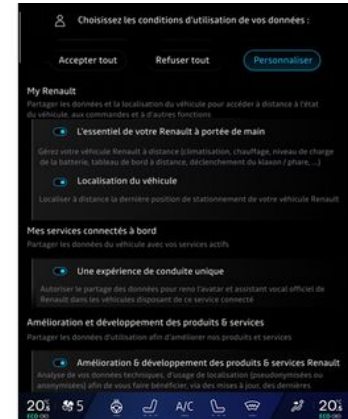 Choisissez les conditions d'utilisation de vos données :
Accepter tout Refuser tout Personnaliser
My Renault
Partager les données et la localisation du véhicule pour accéder à distance à l'état
du véhicule, aux commandes et à d'autres fonctions
L'essentiel de votre Renault à portée de main
Gérez votre véhicule Renault à distance (climatisation, chauffage, niveau de charge
de la batterie, tableau de bord à distance, déclenchement du klaxon / phare, ...)
Localisation du véhicule
Localiser à distance la dernière position de stationnement de votre véhicule Renault
Mes services connectés à bord
Partager les données du véhicule avec vos services actifs
Une expérience de conduite unique
Autoriser le partage des données pour reno l'avatar et assistant vocal officiel de
Renault dans les véhicules disposant de ce service connecté
Amélioration et développement des produits & services
Partager les données d'utilisation afin d'améliorer nos produits et services
Amélioration & développement des produits & services Renault
Analyse de vos données techniques, d'usage de localisation (pseudonymisées ou
anonymisées) afin de vous faire bénéficier, via des mises à jour, des dernières
20 5 A/C 20
ECO ECO